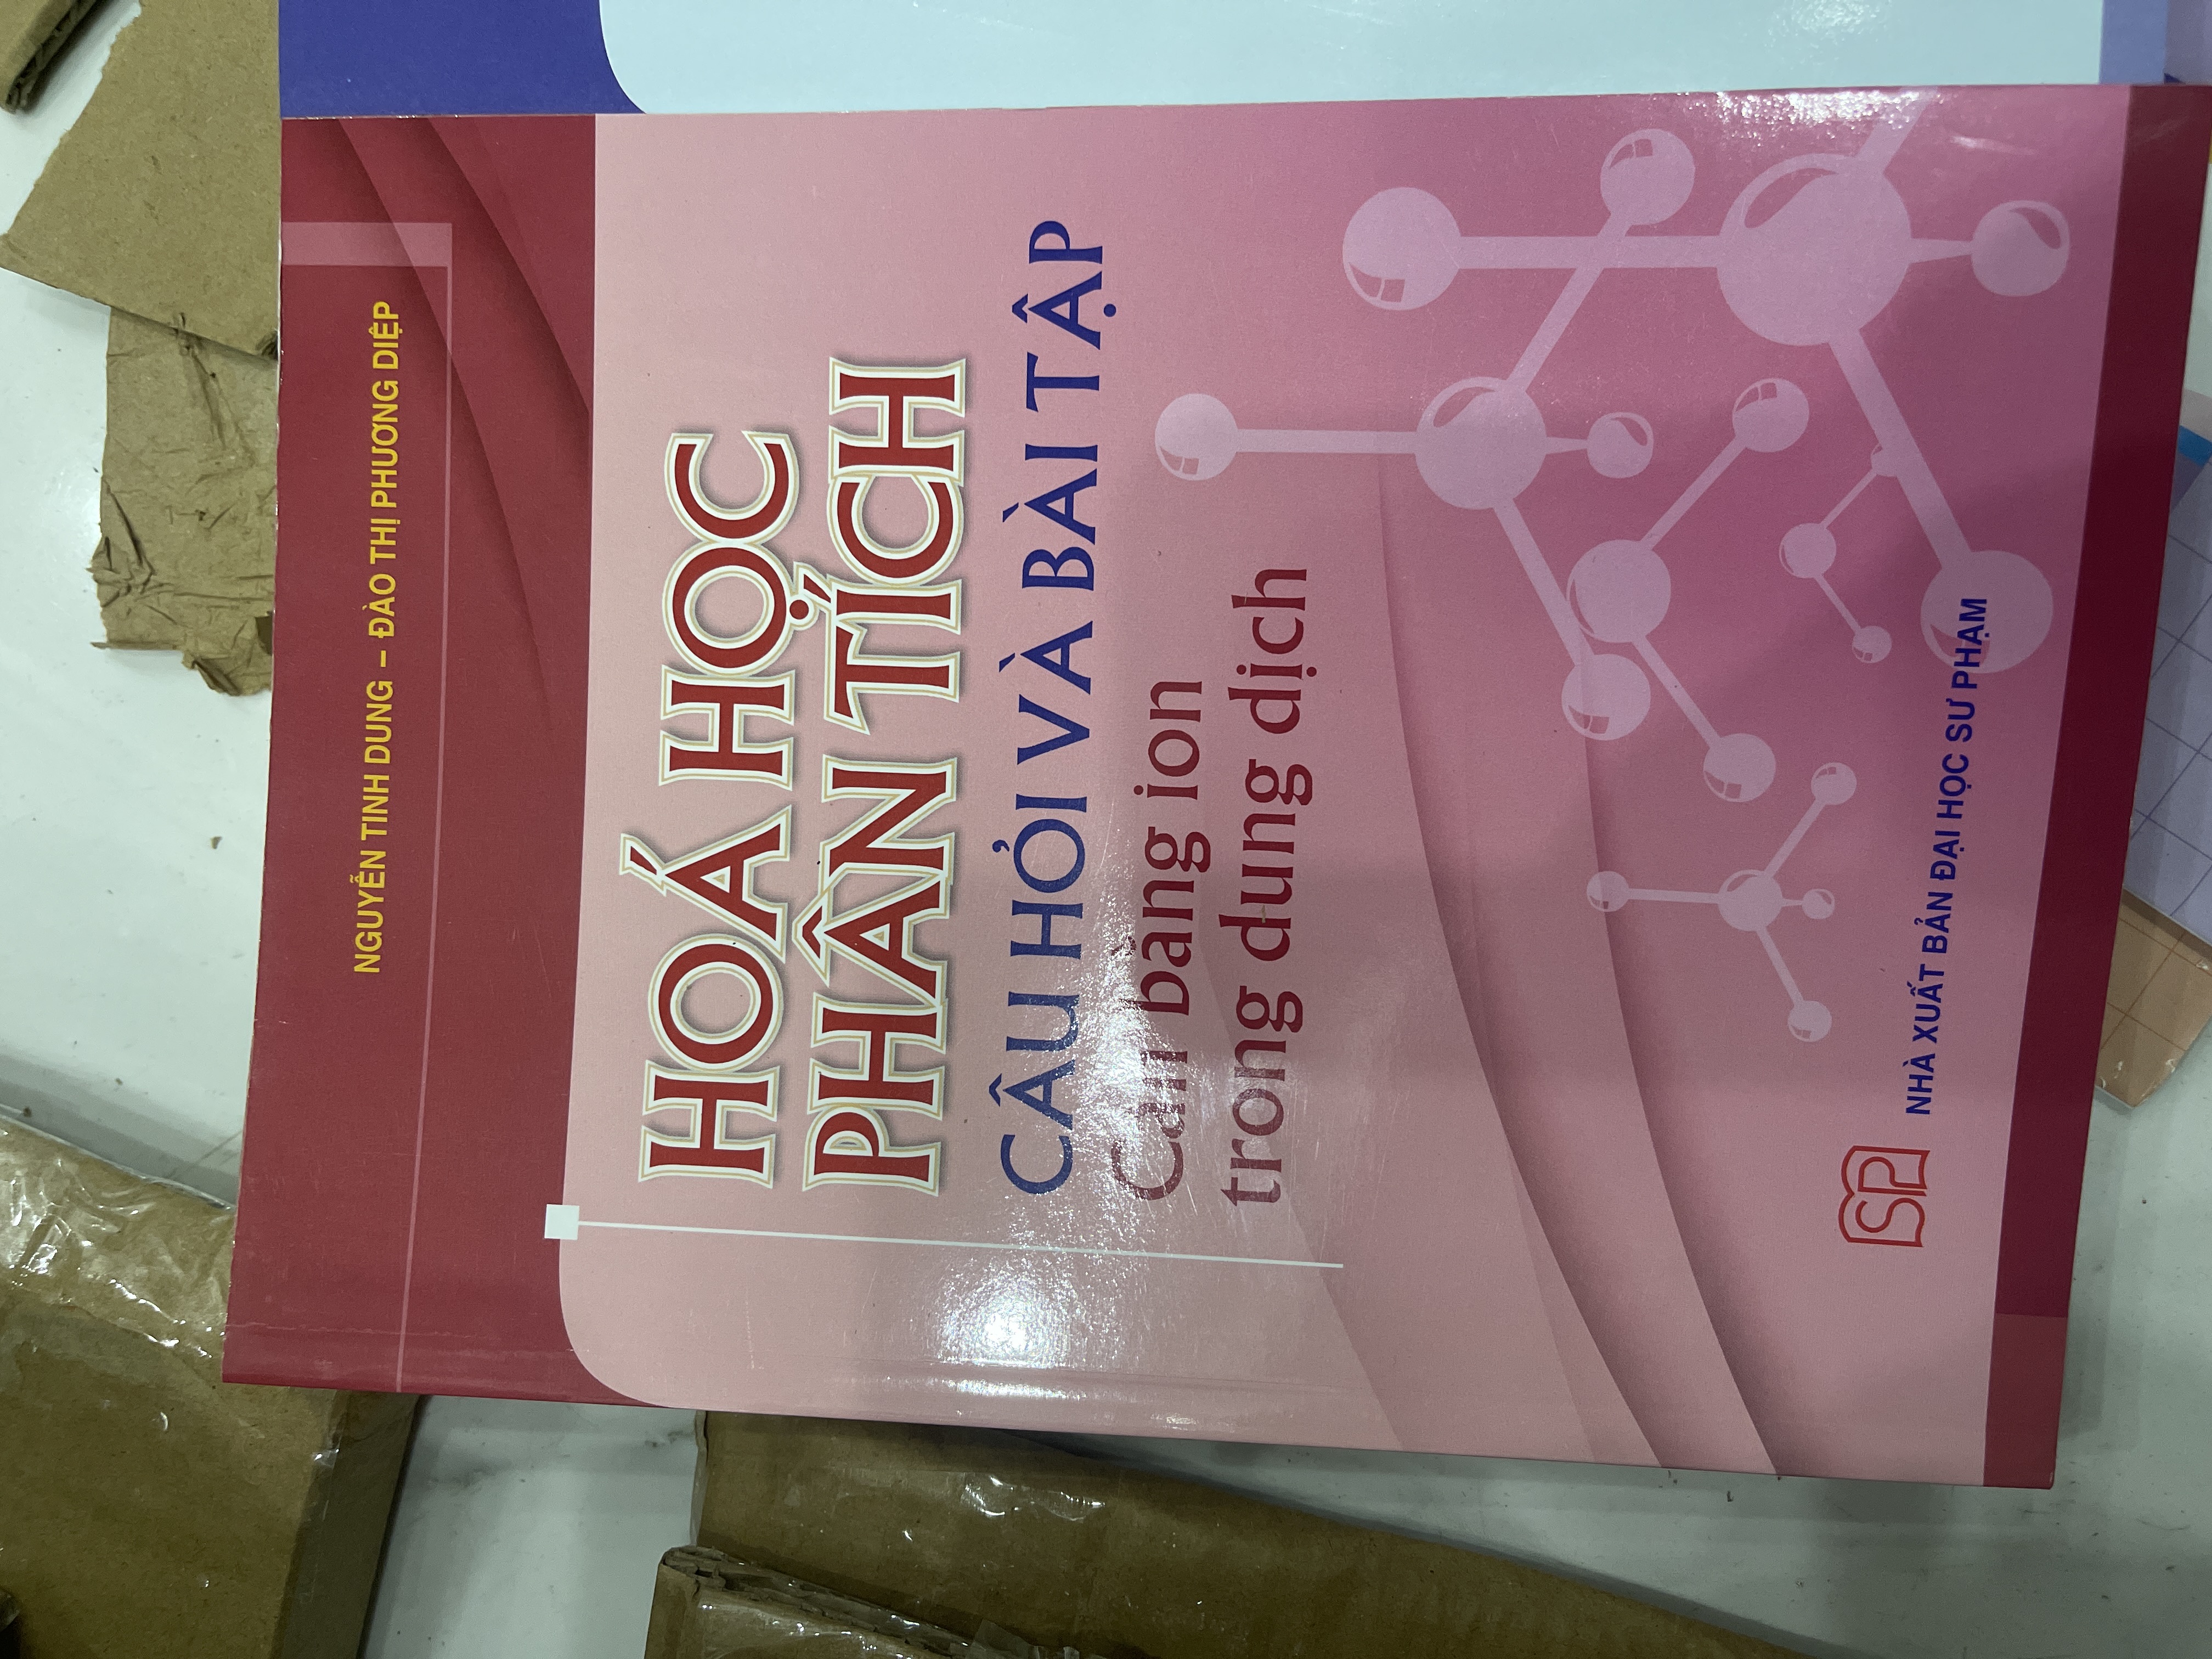 NGUYỄN TINH DUNG – ĐÀO THỊ PHƯƠNG DIỆP
HOÁ HỌC
PHÂN TÍCH
CÂU HỎI VÀ BÀI TẬP
Cân bằng ion
trong dung dịch
SP
NHÀ XUẤT BẢN ĐẠI HỌC SƯ PHẠM